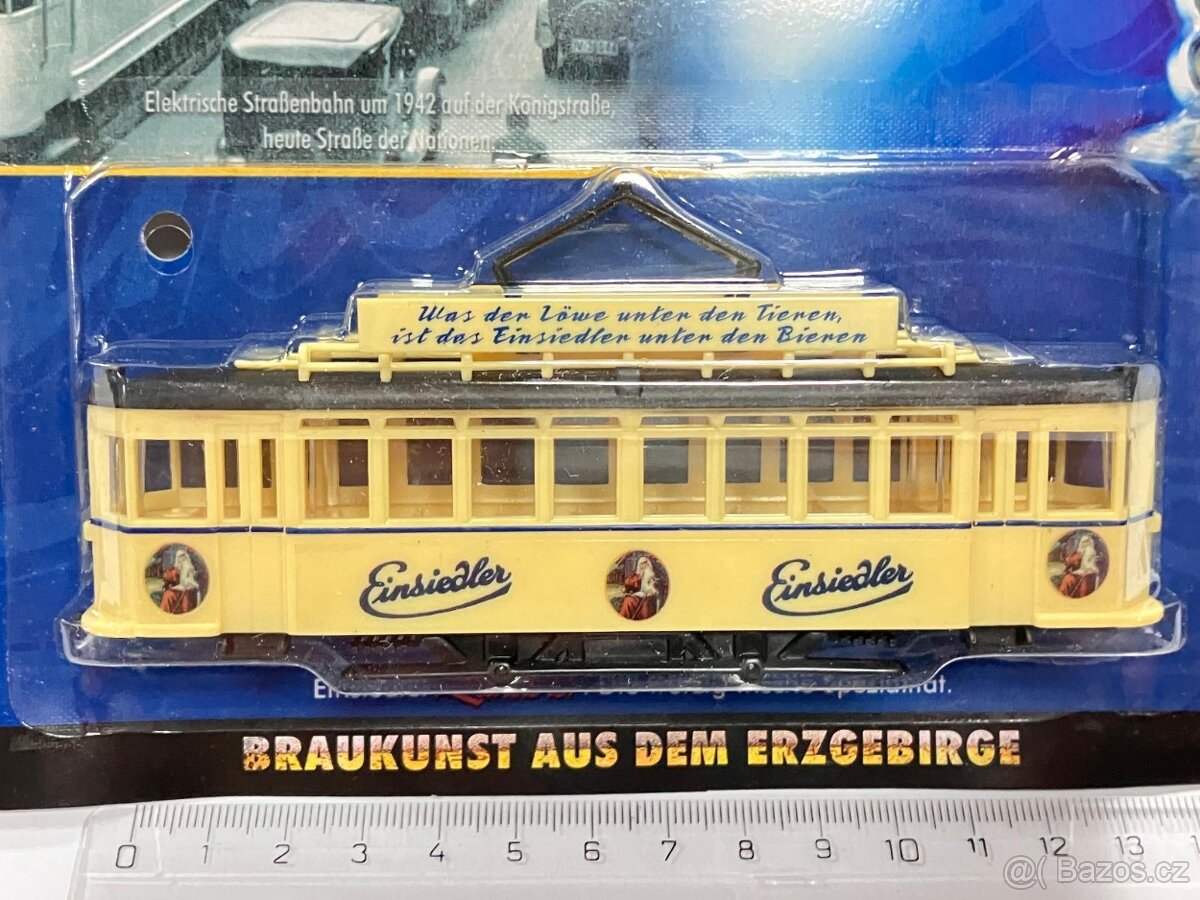 Elektrische Straßenbahn um 1942 auf der Königstraße,
heute Straße der Nationen.
Was der Löwe unter den Tieren,
ist das Einsiedler unter den Bieren
Einsiedler Einsiedler
BRAUKUNST AUS DEM ERZGEBIRGE
0 1 2 3 4 5 6 7 8 9 10 11 12 13
@( Bazos.cz